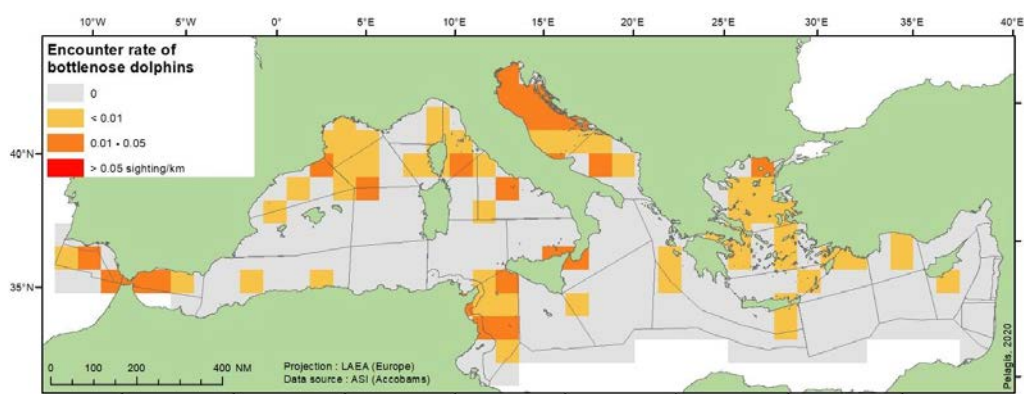 10°W 5°W 0° 5°E 10°E 15°E 20°E 25°E 30°E 35°E 40°E
Encounter rate of
bottlenose dolphins
0
< 0.01
0.01 - 0.05
> 0.05 sighting/km
40°N
35°N
0 50 100 200 300 400 NM
Projection : LAEA (Europe)
Data source : ASI (Accobams)
Pelagis, 2020